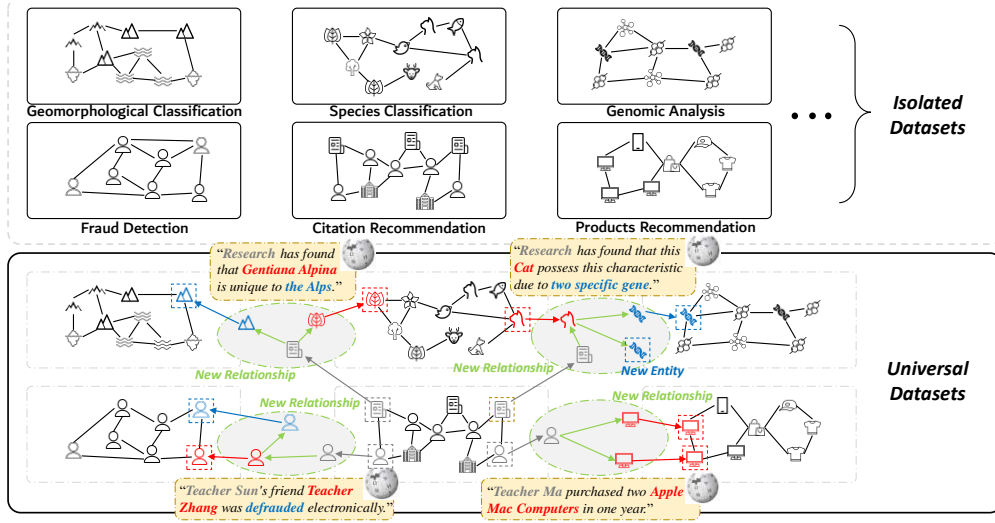 Geomorphological Classification
Species Classification
Genomic Analysis
Isolated
Datasets
Fraud Detection
Citation Recommendation
Products Recommendation
“Research has found
that Gentiana Alpina
is unique to the Alps.”
“Research has found that this
Cat possess this characteristic
due to two specific gene.”
New Relationship
New Relationship
New Entity
New Relationship
New Relationship
Universal
Datasets
“Teacher Sun’s friend Teacher
Zhang was defrauded electronically.”
“Teacher Ma purchased two Apple
Mac Computers in one year.”